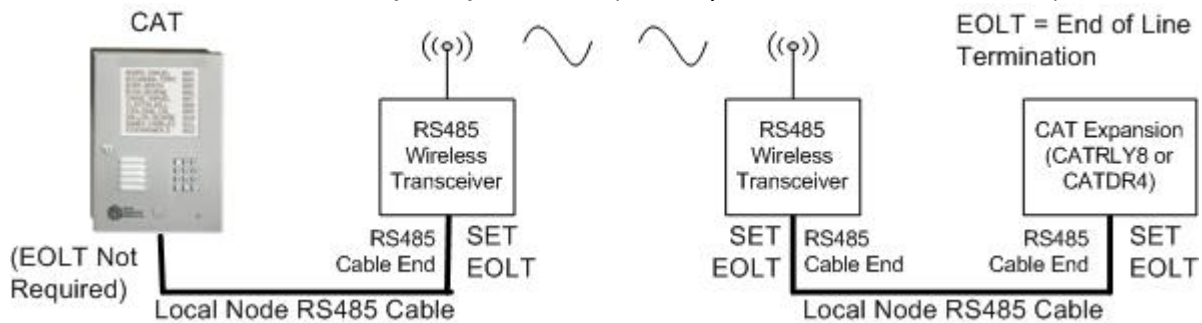 CAT
EOLT = End of Line
Termination
RS485
Wireless
Transceiver
RS485
Wireless
Transceiver
CAT Expansion
(CATRLY8 or
CATDR4)
(EOLT Not
Required)
RS485
Cable End
SET
EOLT
SET
EOLT
RS485
Cable End
RS485
Cable End
SET
EOLT
Local Node RS485 Cable
Local Node RS485 Cable